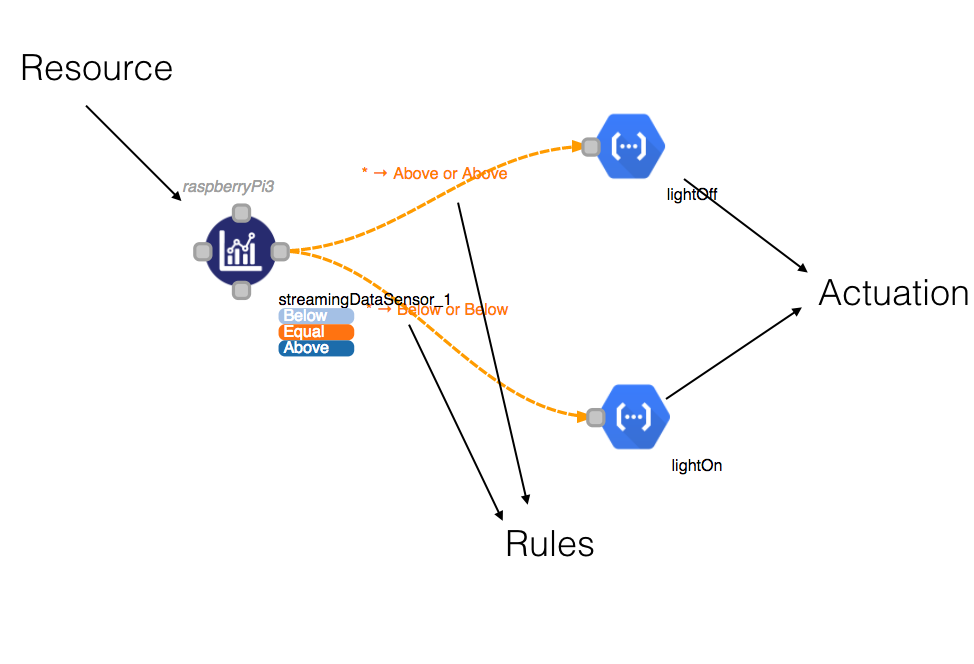 Resource
raspberryPi3
* → Above or Above
lightOff
streamingDataSensor_1
* → Below or Below
Below
Equal
Above
Actuation
lightOn
Rules